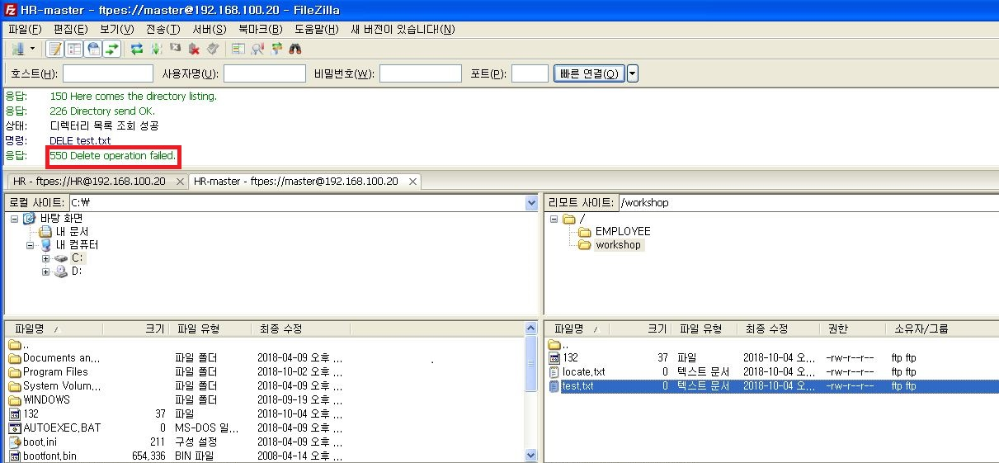 HR-master - ftpes://master@192.168.100.20 - FileZilla
파일(F) 편집(E) 보기(V) 전송(T) 서버(S) 북마크(B) 도움말(H) 새 버전이 있습니다!(N)
호스트(H): 사용자명(U): 비밀번호(W): 포트(P): 빠른 연결(Q)
응답: 150 Here comes the directory listing.
응답: 226 Directory send OK.
상태: 디렉터리 목록 조회 성공
명령: DELE test.txt
응답: 550 Delete operation failed.
HR - ftpes://HR@192.168.100.20 HR-master - ftpes://master@192.168.100.20
로컬 사이트: C:₩
바탕 화면
내 문서
내 컴퓨터
C:
D:
리모트 사이트: /workshop
/
EMPLOYEE
workshop
파일명 크기 파일 유형 최종 수정
..
Documents an... 파일 폴더 2018-04-09 오후 ...
Program Files 파일 폴더 2018-10-02 오후 ...
System Volum... 파일 폴더 2018-04-09 오후 ...
WINDOWS 파일 폴더 2018-09-19 오후 ...
132 37 파일 2018-10-04 오후 ...
AUTOEXEC.BAT 0 MS-DOS 일... 2018-04-09 오후 ...
boot.ini 211 구성 설정 2018-04-09 오후 ...
bootfont.bin 654,336 BIN 파일 2008-04-14 오후 ...
파일명 크기 파일 유형 최종 수정 권한 소유자/그룹
..
132 37 파일 2018-10-04 오... -rw-r--r-- ftp ftp
locate.txt 0 텍스트 문서 2018-10-04 오... -rw-r--r-- ftp ftp
test.txt 0 텍스트 문서 2018-10-04 오... -rw-r--r-- ftp ftp